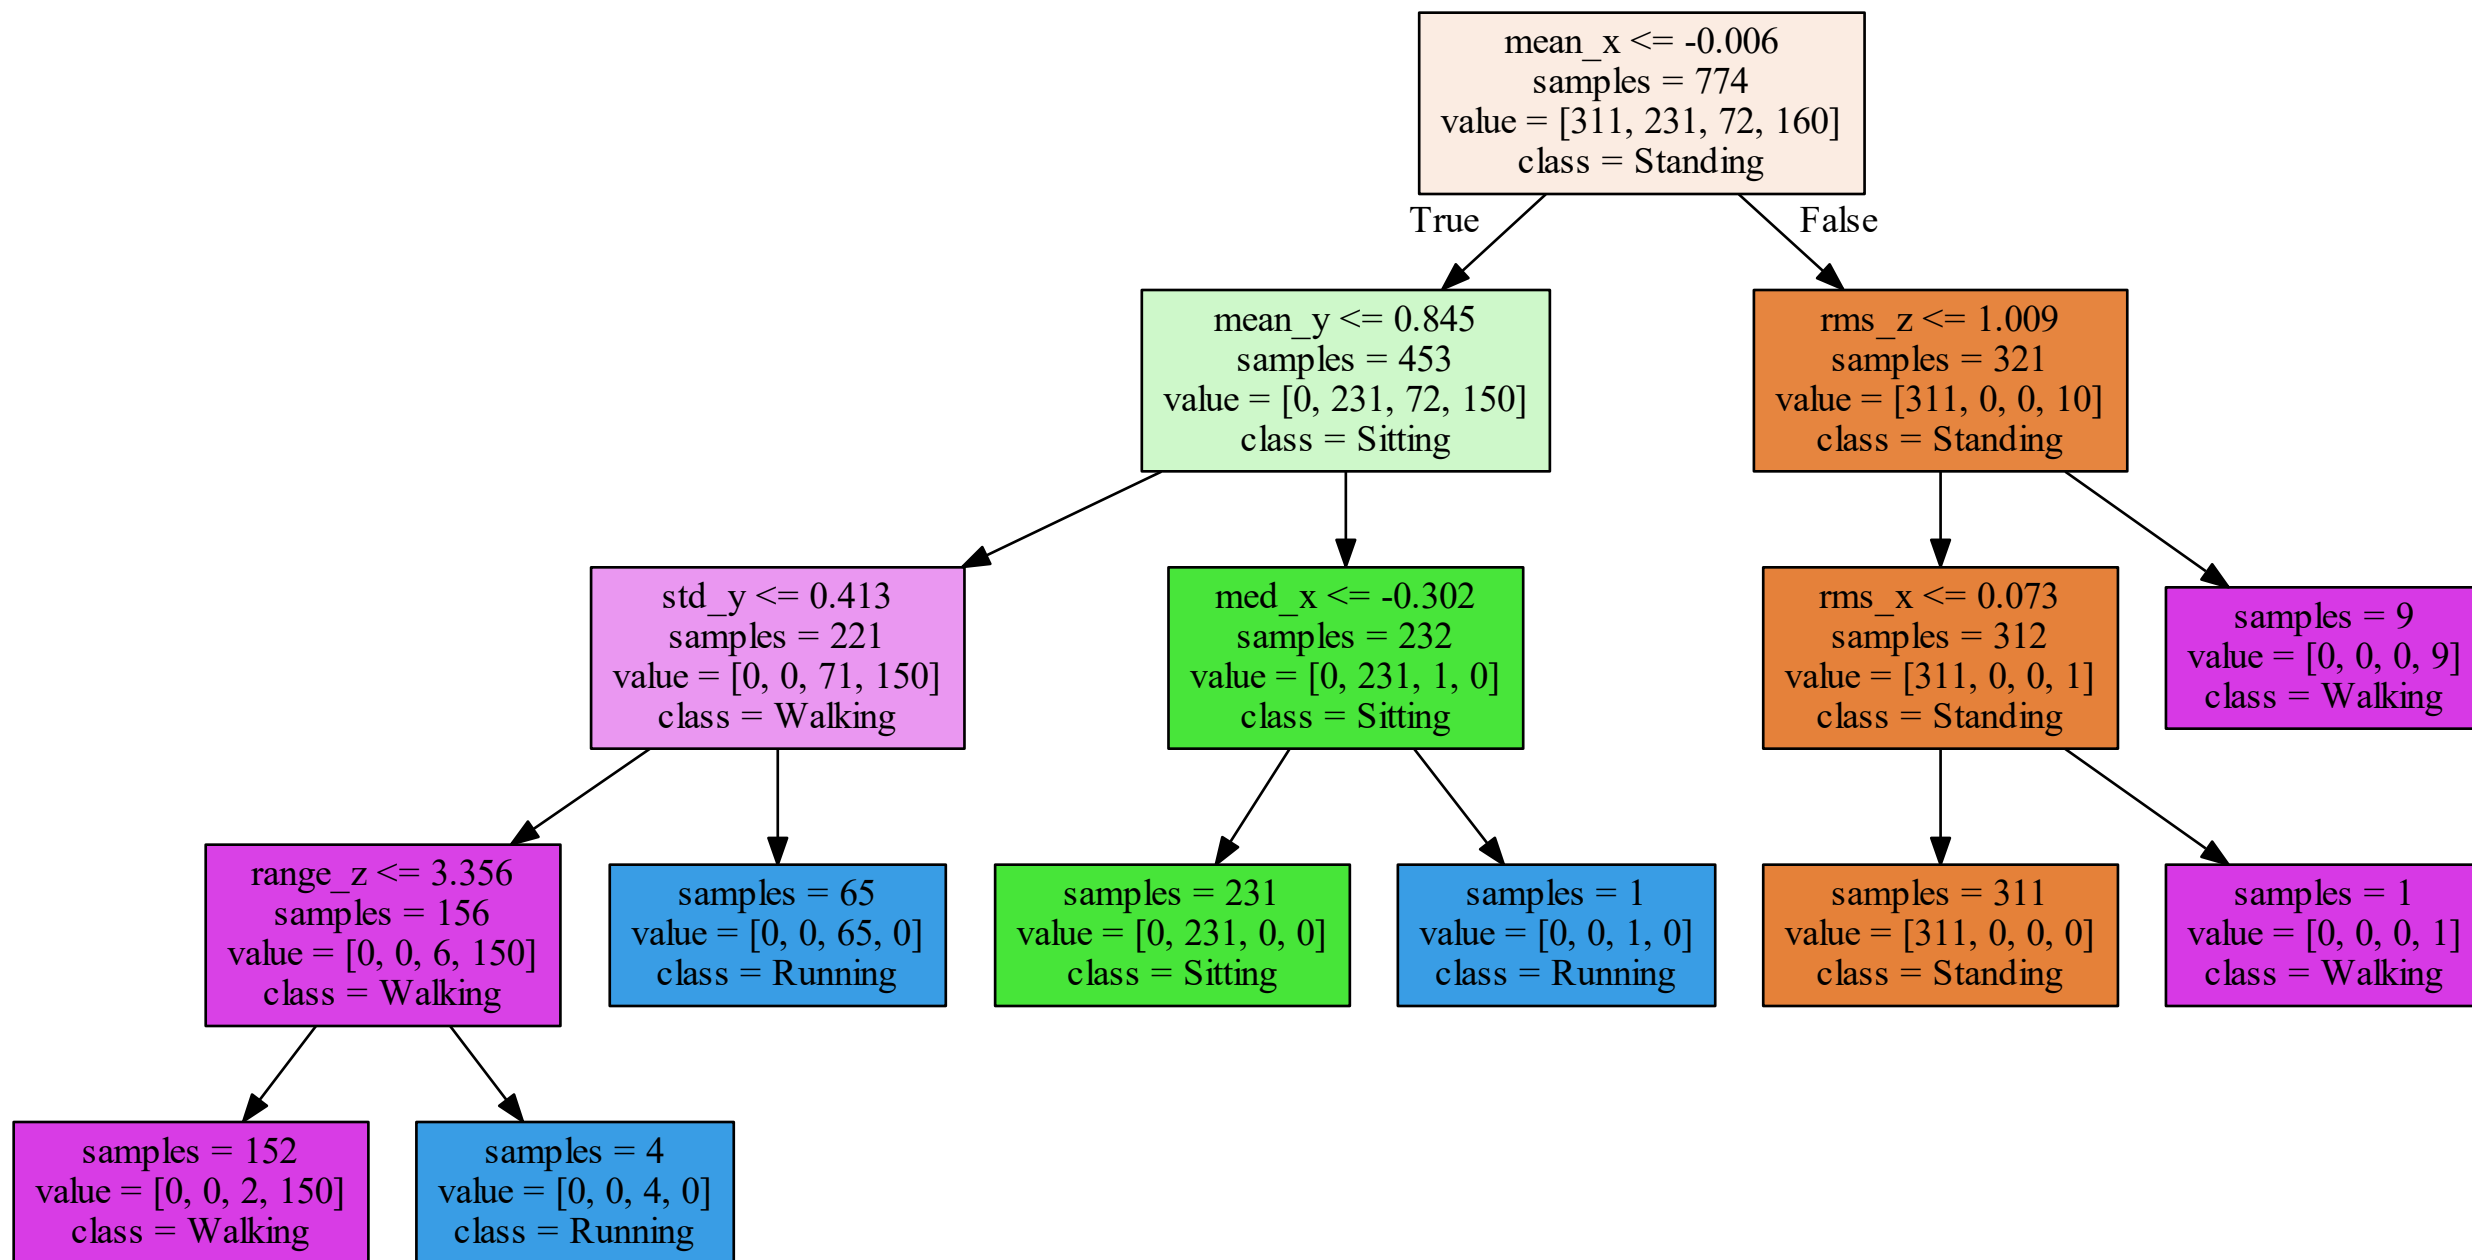 mean_x <= -0.006
samples = 774
value = [311, 231, 72, 160]
class = Standing
True
False
mean_y <= 0.845
samples = 453
value = [0, 231, 72, 150]
class = Sitting
rms_z <= 1.009
samples = 321
value = [311, 0, 0, 10]
class = Standing
std_y <= 0.413
samples = 221
value = [0, 0, 71, 150]
class = Walking
med_x <= -0.302
samples = 232
value = [0, 231, 1, 0]
class = Sitting
rms_x <= 0.073
samples = 312
value = [311, 0, 0, 1]
class = Standing
samples = 9
value = [0, 0, 0, 9]
class = Walking
range_z <= 3.356
samples = 156
value = [0, 0, 6, 150]
class = Walking
samples = 65
value = [0, 0, 65, 0]
class = Running
samples = 231
value = [0, 231, 0, 0]
class = Sitting
samples = 1
value = [0, 0, 1, 0]
class = Running
samples = 311
value = [311, 0, 0, 0]
class = Standing
samples = 1
value = [0, 0, 0, 1]
class = Walking
samples = 152
value = [0, 0, 2, 150]
class = Walking
samples = 4
value = [0, 0, 4, 0]
class = Running